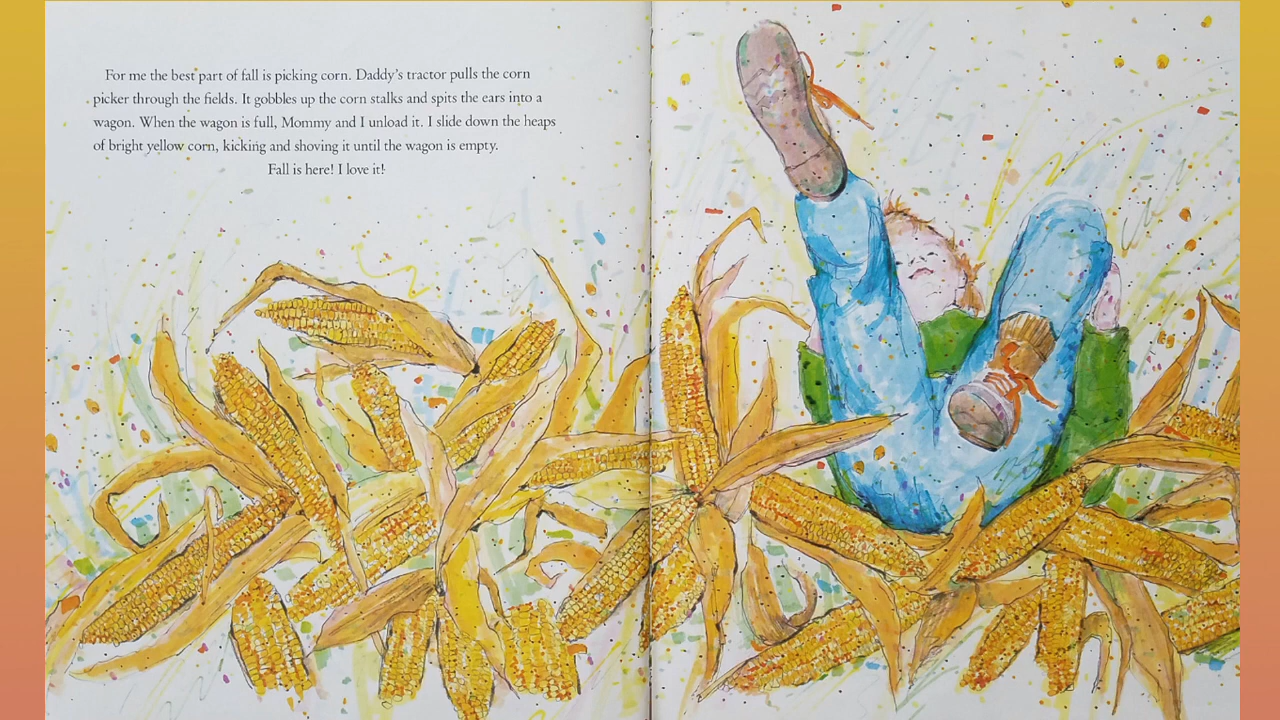 For me the best part of fall is picking corn. Daddy's tractor pulls the corn
picker through the fields. It gobbles up the corn stalks and spits the ears into a
wagon. When the wagon is full, Mommy and I unload it. I slide down the heaps
of bright yellow corn, kicking and shoving it until the wagon is empty.
Fall is here! I love it!